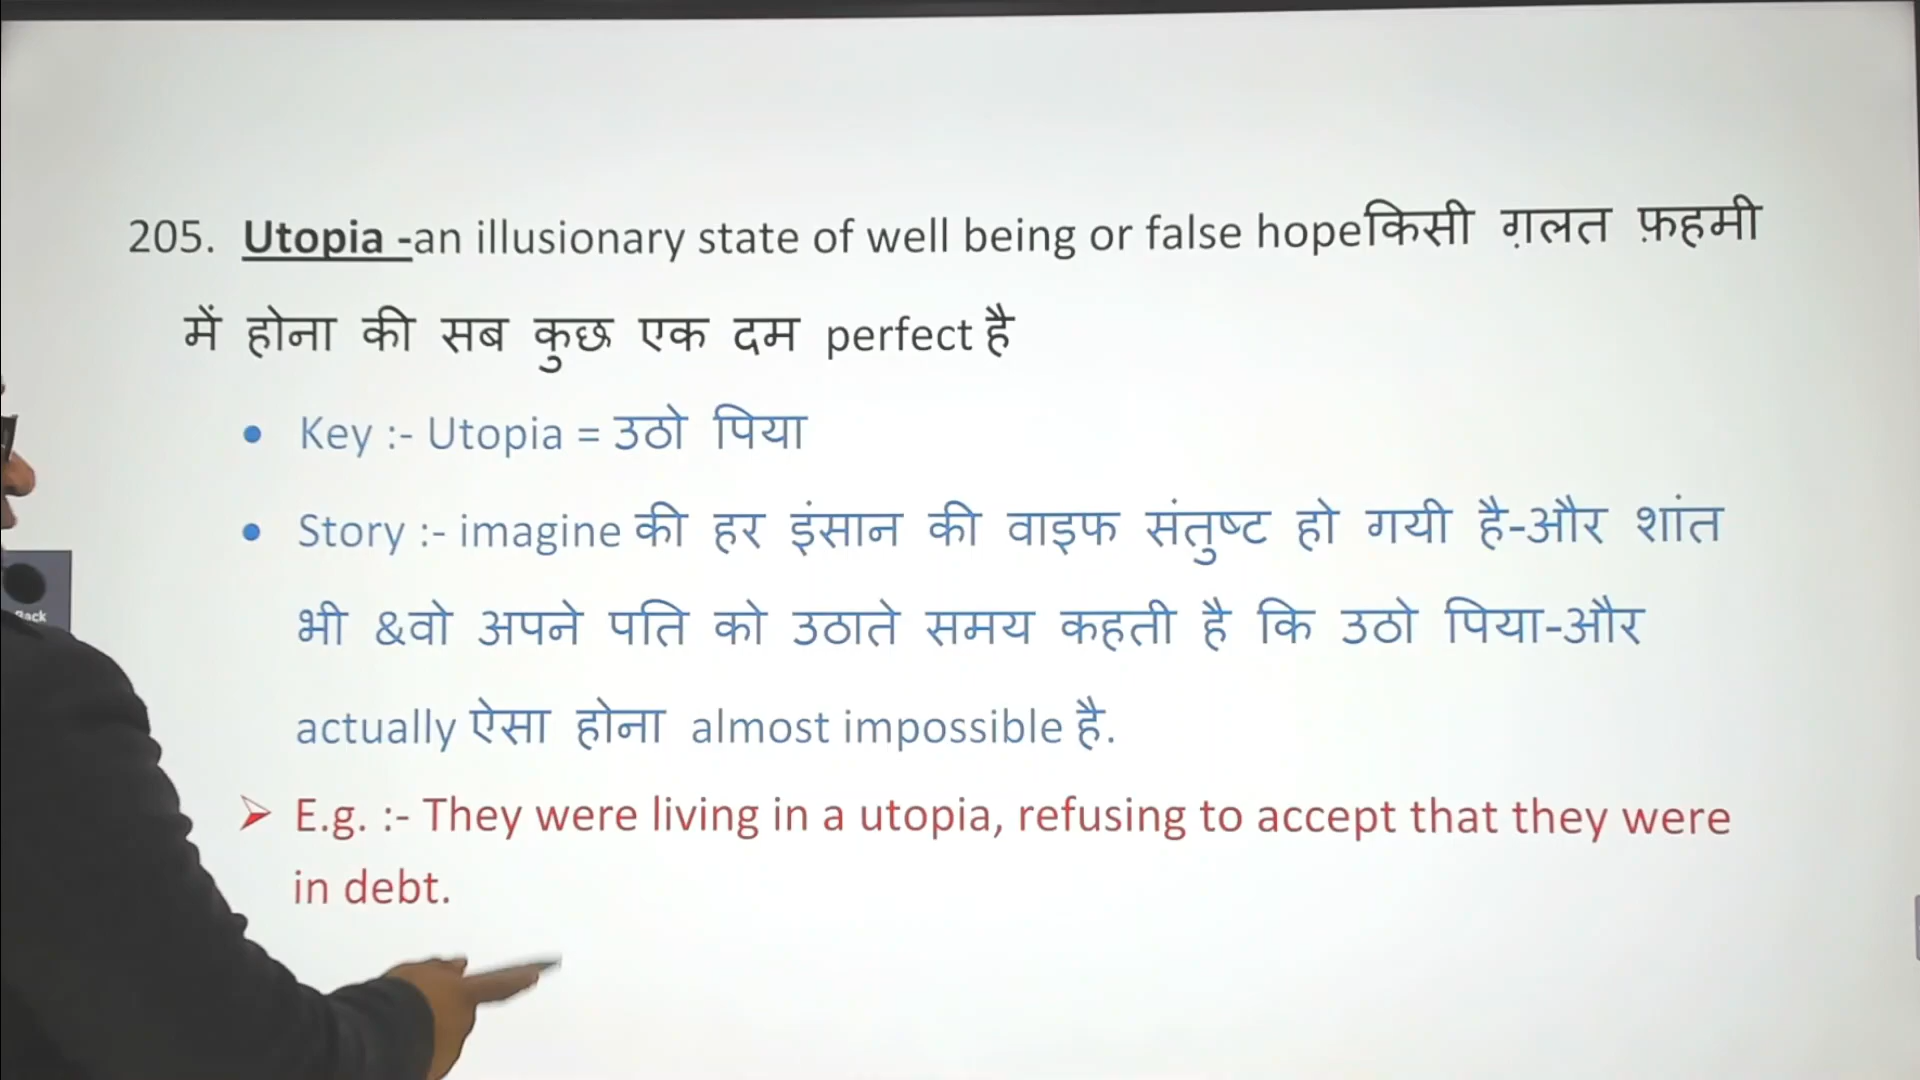 205. Utopia -an illusionary state of well being or false hopeकिसी ग़लत फ़हमी
में होना की सब कुछ एक दम perfect है
• Key :- Utopia = उठो पिया
• Story :- imagine की हर इंसान की वाइफ संतुष्ट हो गयी है-और शांत
भी &वो अपने पति को उठाते समय कहती है कि उठो पिया-और
actually ऐसा होना almost impossible है.
➢ E.g. :- They were living in a utopia, refusing to accept that they were
in debt.
Back